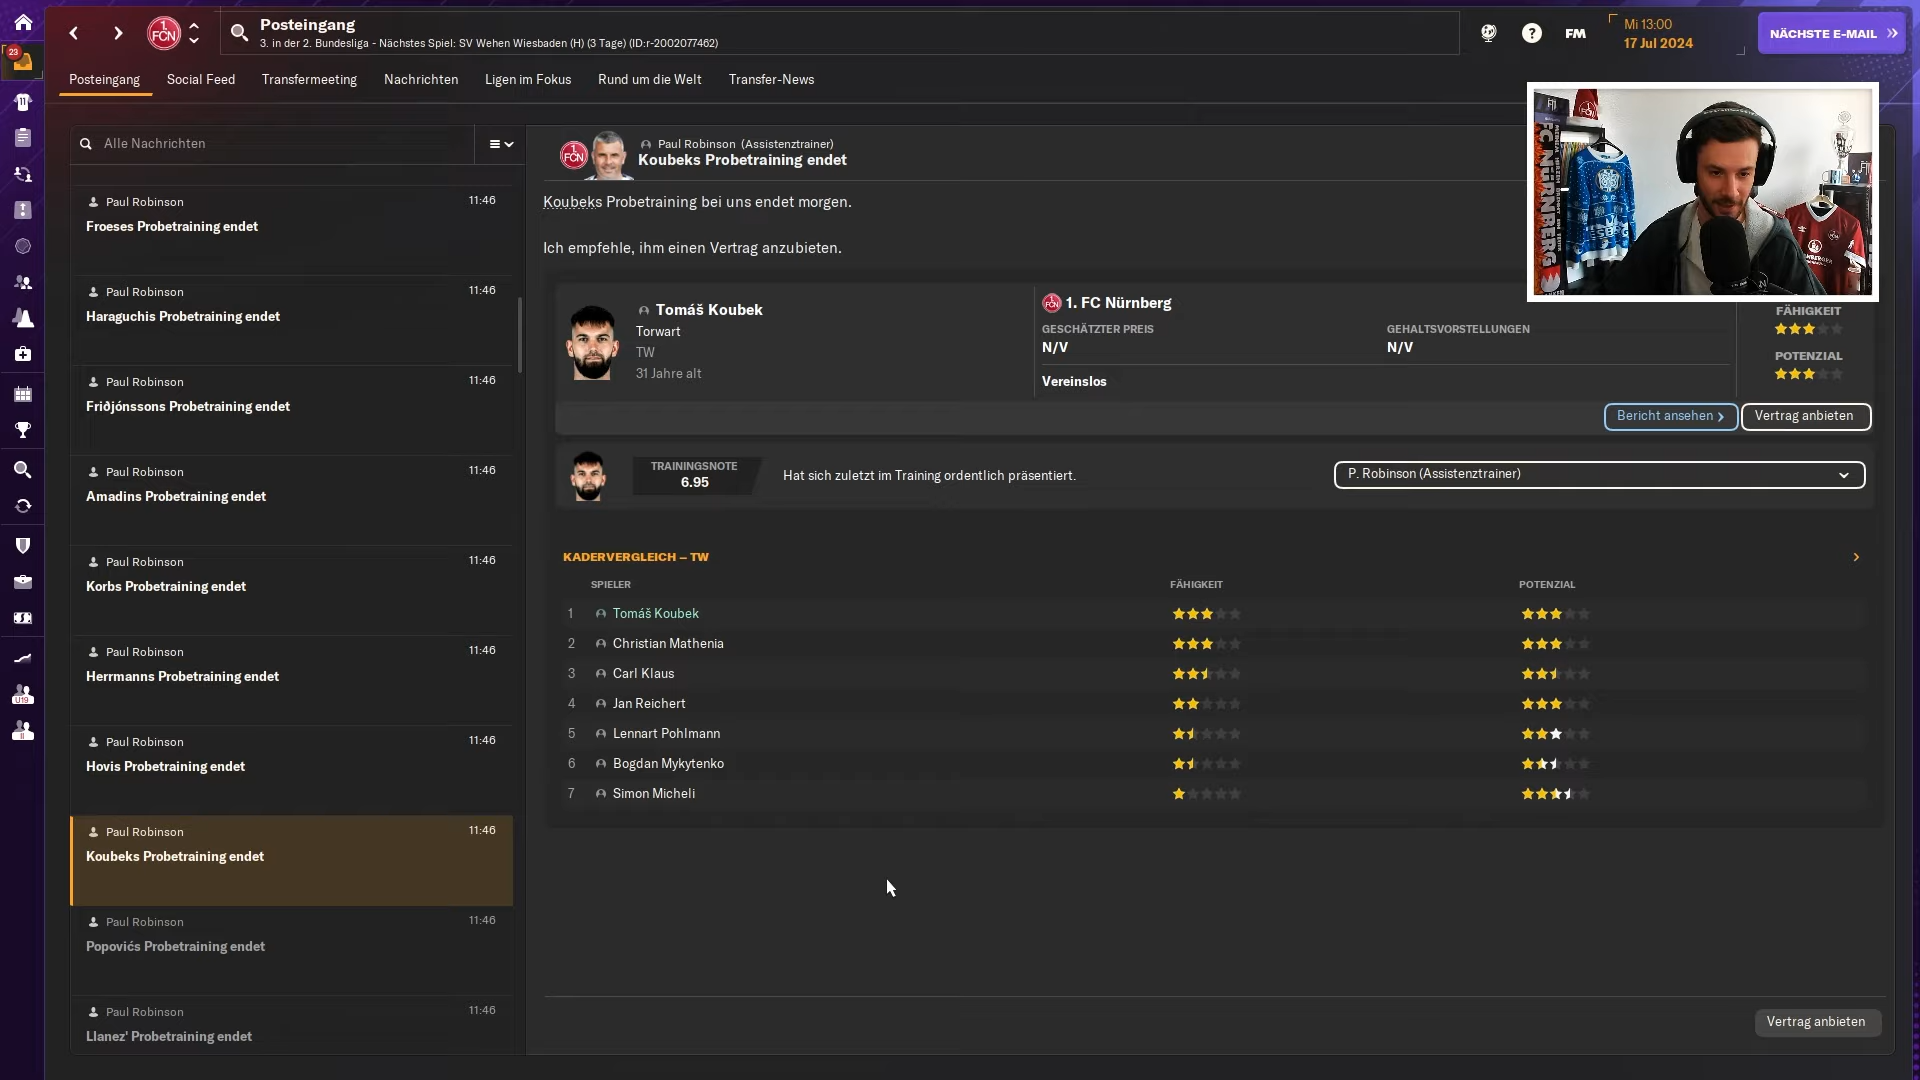 Posteingang
3. in der 2. Bundesliga - Nächstes Spiel: SV Wehen Wiesbaden (H) (3 Tage) (ID:r-2002077462)
FM
Mi 13:00
17 Jul 2024
NÄCHSTE E-MAIL
23
Posteingang
Social Feed
Transfermeeting
Nachrichten
Ligen im Fokus
Rund um die Welt
Transfer-News
Alle Nachrichten
Paul Robinson 11:46
Froeses Probetraining endet
Paul Robinson 11:46
Haraguchis Probetraining endet
Paul Robinson 11:46
Friðjónssons Probetraining endet
Paul Robinson 11:46
Amadins Probetraining endet
Paul Robinson 11:46
Korbs Probetraining endet
Paul Robinson 11:46
Herrmanns Probetraining endet
Paul Robinson 11:46
Hovis Probetraining endet
Paul Robinson 11:46
Koubeks Probetraining endet
Paul Robinson 11:46
Popovićs Probetraining endet
Paul Robinson 11:46
Llanez' Probetraining endet
Paul Robinson (Assistenztrainer)
Koubeks Probetraining endet
Koubeks Probetraining bei uns endet morgen.
Ich empfehle, ihm einen Vertrag anzubieten.
Tomáš Koubek
Torwart
TW
31 Jahre alt
1. FC Nürnberg
GESCHÄTZTER PREIS
N/V
GEHALTSVORSTELLUNGEN
N/V
Vereinslos
FÄHIGKEIT
POTENZIAL
Bericht ansehen
Vertrag anbieten
TRAININGSNOTE
6.95
Hat sich zuletzt im Training ordentlich präsentiert.
P. Robinson (Assistenztrainer)
KADERVERGLEICH – TW
SPIELER FÄHIGKEIT POTENZIAL
1 Tomáš Koubek
2 Christian Mathenia
3 Carl Klaus
4 Jan Reichert
5 Lennart Pohlmann
6 Bogdan Mykytenko
7 Simon Micheli
Vertrag anbieten
U19
II
FC NÜRNBERG